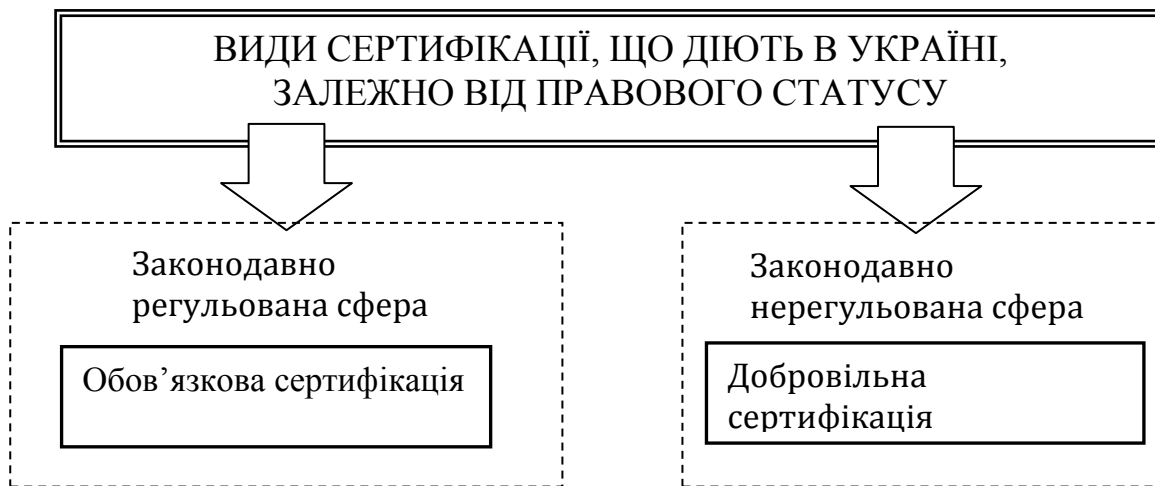 ВИДИ СЕРТИФІКАЦІЇ, ЩО ДІЮТЬ В УКРАЇНІ,
ЗАЛЕЖНО ВІД ПРАВОВОГО СТАТУСУ
Законодавно
регульована сфера
Обов’язкова сертифікація
Законодавно
нерегульована сфера
Добровільна
сертифікація